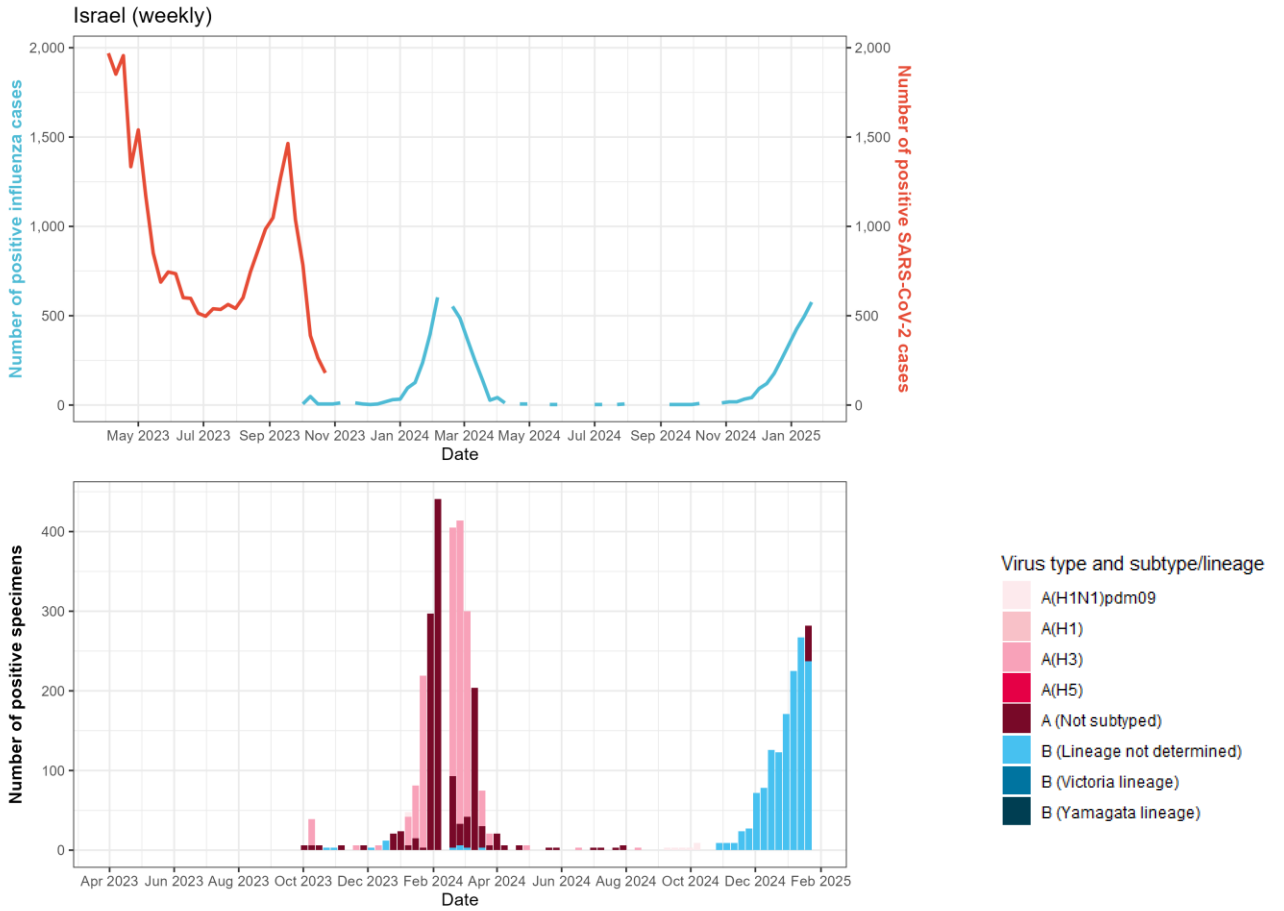 Israel (weekly)
Number of positive influenza cases
2,000
1,500
1,000
500
0
2,000
1,500
1,000
500
0
Number of positive SARS-CoV-2 cases
May 2023 Jul 2023 Sep 2023 Nov 2023 Jan 2024 Mar 2024 May 2024 Jul 2024 Sep 2024 Nov 2024 Jan 2025
Date
Number of positive specimens
400
300
200
100
0
Apr 2023 Jun 2023 Aug 2023 Oct 2023 Dec 2023 Feb 2024 Apr 2024 Jun 2024 Aug 2024 Oct 2024 Dec 2024 Feb 2025
Date
Virus type and subtype/lineage
A(H1N1)pdm09
A(H1)
A(H3)
A(H5)
A (Not subtyped)
B (Lineage not determined)
B (Victoria lineage)
B (Yamagata lineage)